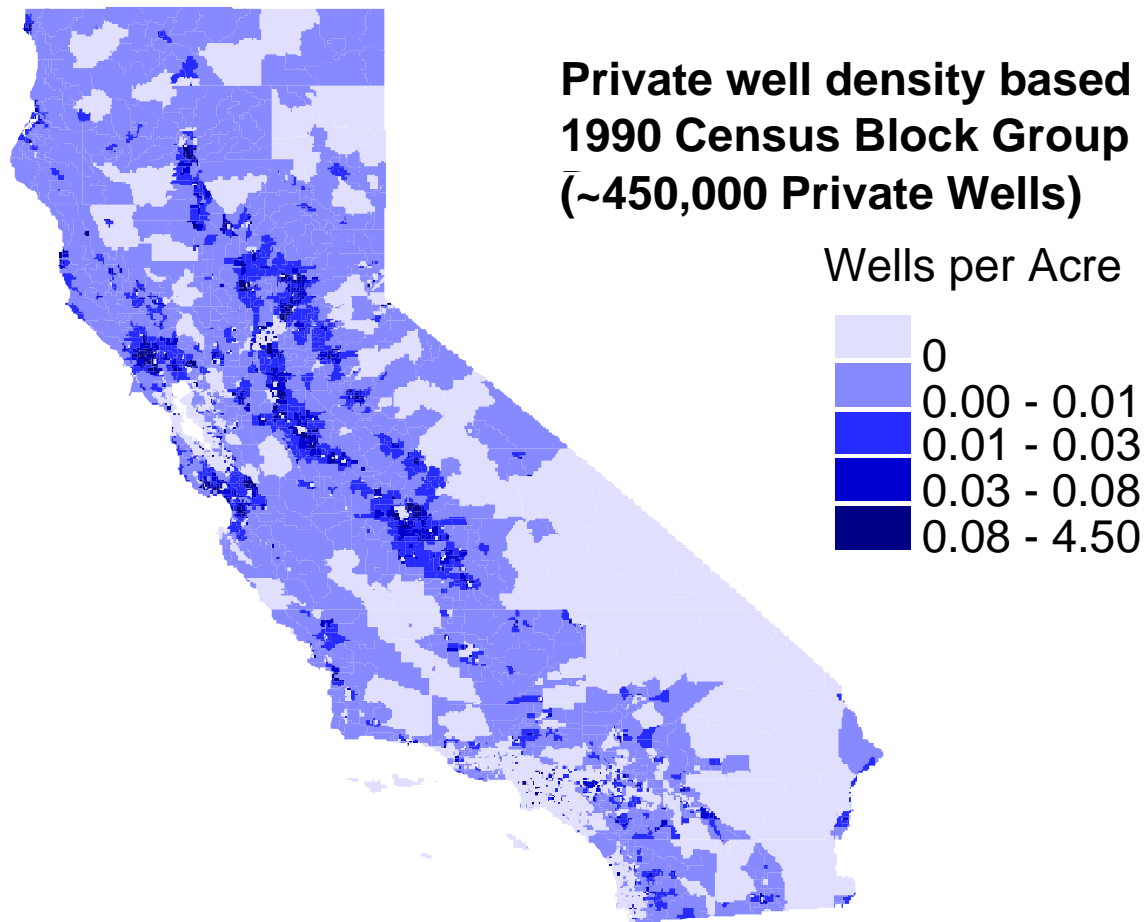 Private well density based
1990 Census Block Group
(~450,000 Private Wells)
Wells per Acre
0
0.00 - 0.01
0.01 - 0.03
0.03 - 0.08
0.08 - 4.50